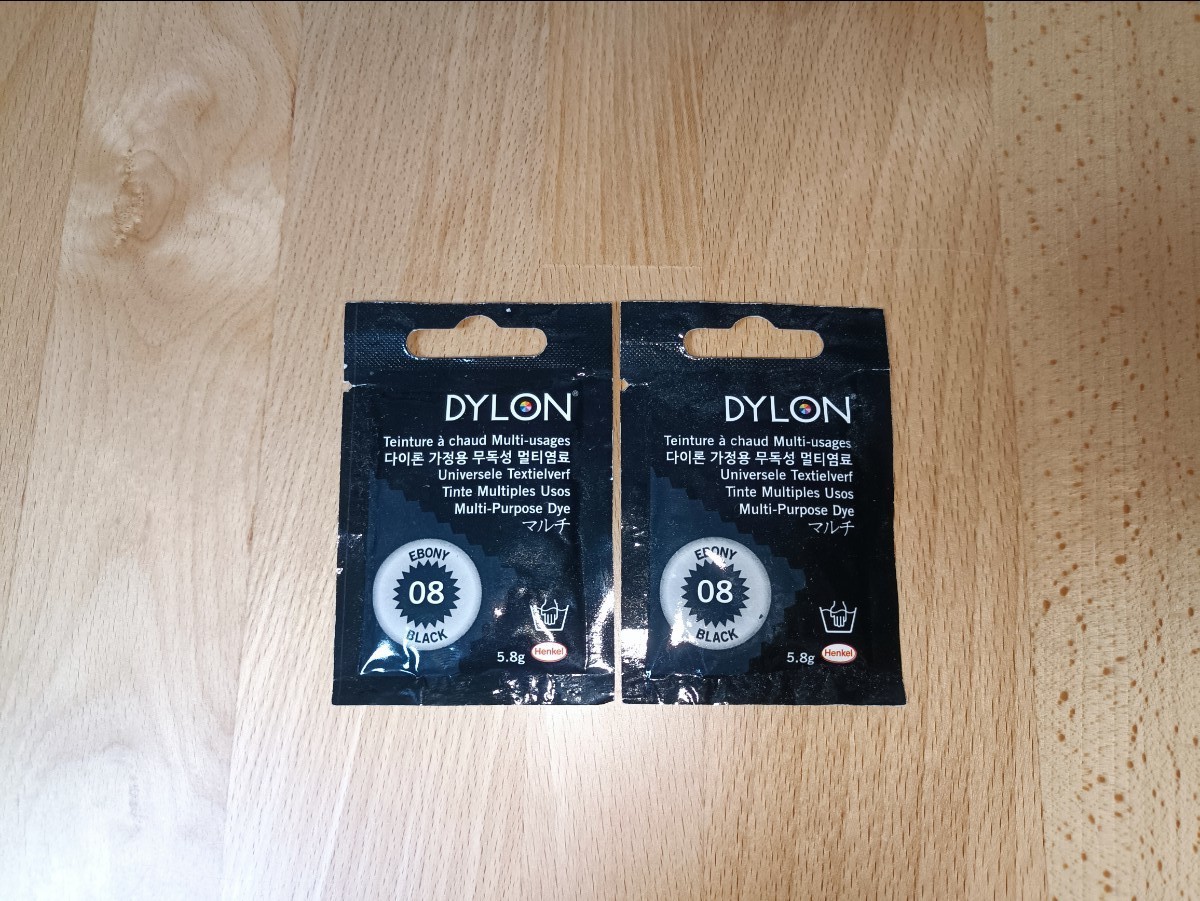 DYLON®
Teinture à chaud Multi-usages
다이론 가정용 무독성 멀티염료
Universele Textielverf
Tinte Multiples Usos
Multi-Purpose Dye
マルチ
EBONY
08
BLACK
5.8g
Henkel
DYLON®
Teinture à chaud Multi-usages
다이론 가정용 무독성 멀티염료
Universele Textielverf
Tinte Multiples Usos
Multi-Purpose Dye
マルチ
EBONY
08
BLACK
5.8g
Henkel